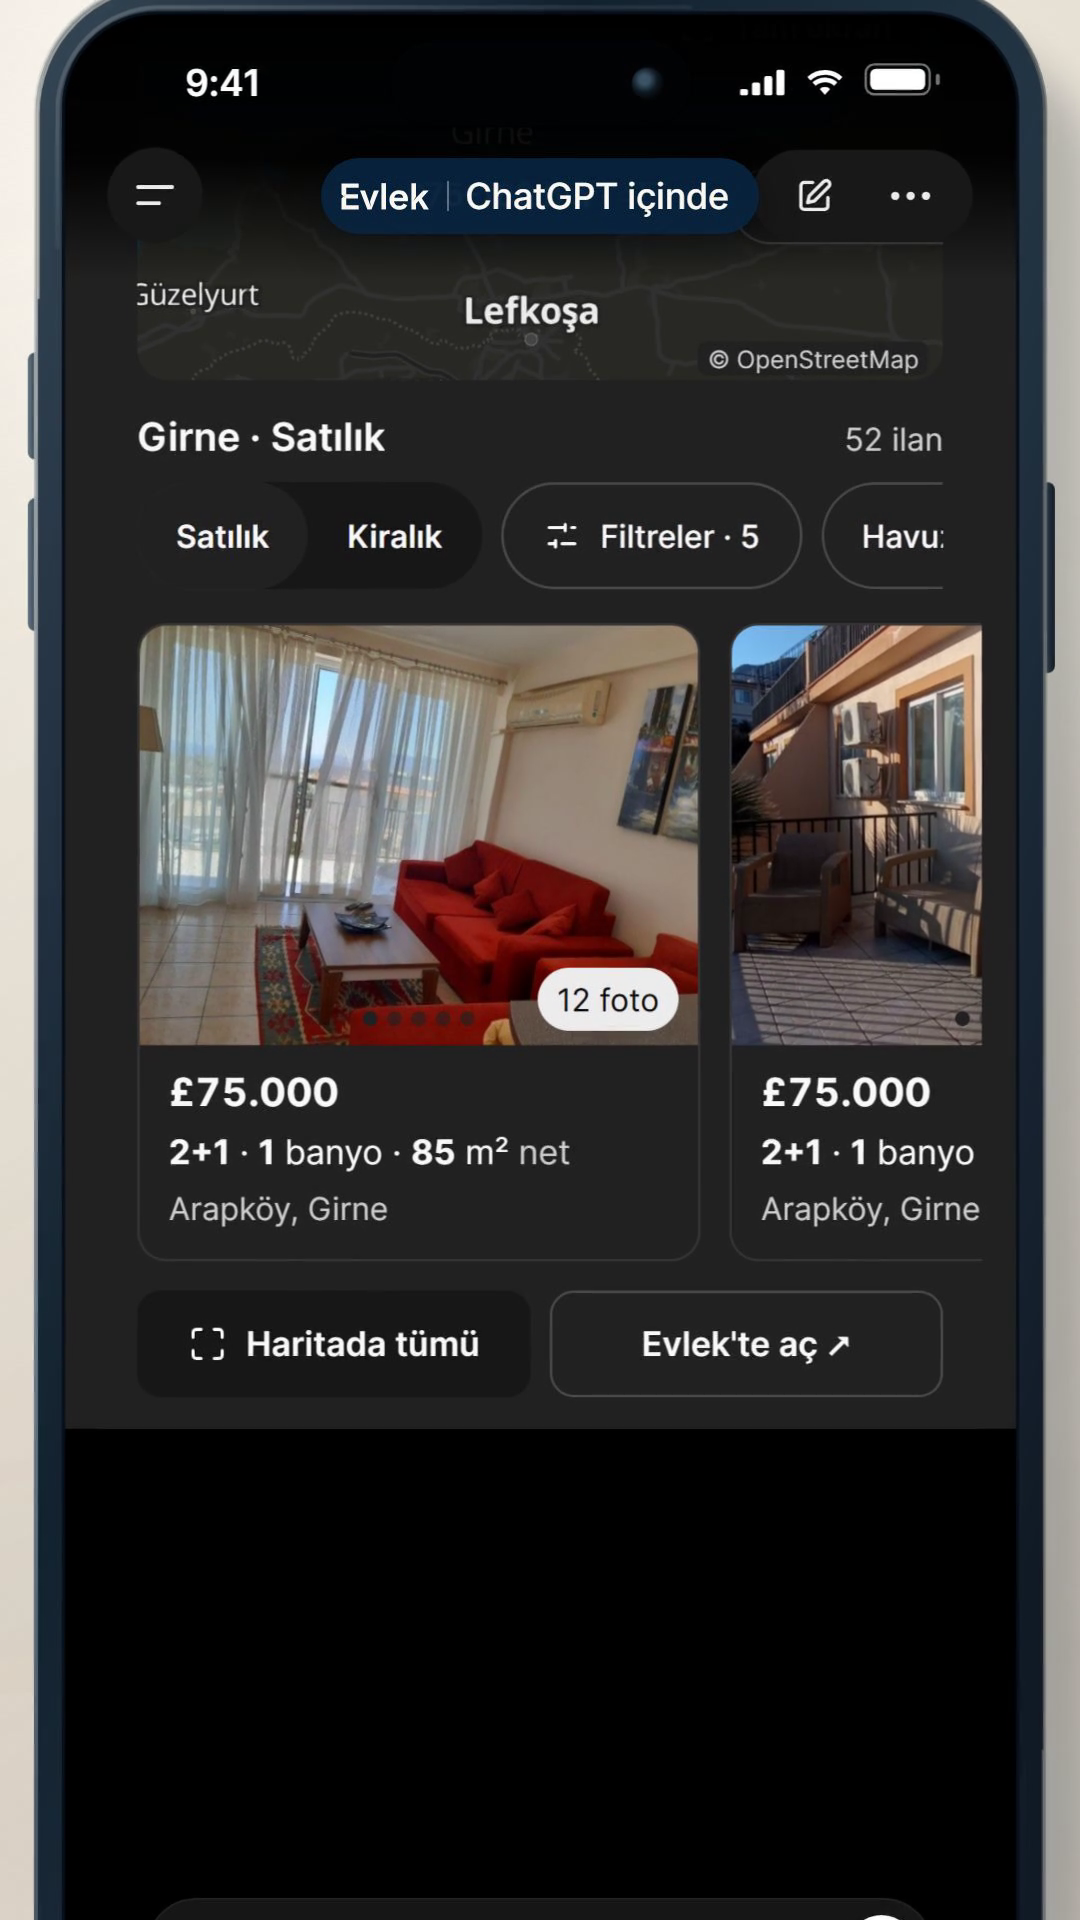 9:41
Girne
Evlek | ChatGPT içinde
Güzelyurt
Lefkoşa
© OpenStreetMap
Girne · Satılık
52 ilan
Satılık
Kiralık
Filtreler · 5
12 foto
£75.000
2+1 · 1 banyo · 85 m² net
Arapköy, Girne
£75.000
2+1 · 1 banyo
Arapköy, Girne
Haritada tümü
Evlek'te aç ↗